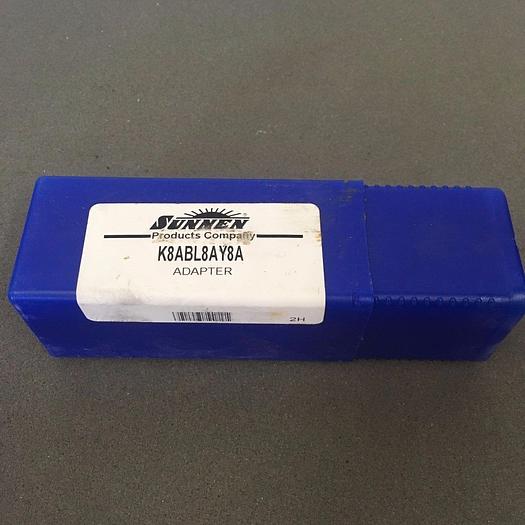 SUNNEN®
Products Company
K8ABL8AY8A
ADAPTER
2H